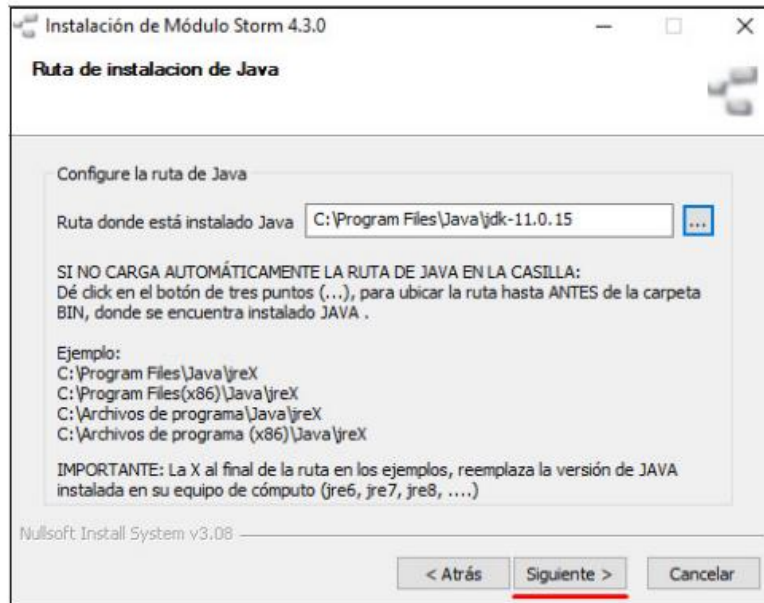 Instalación de Módulo Storm 4.3.0
Ruta de instalacion de Java
Configure la ruta de Java
Ruta donde está instalado Java C:\Program Files\Java\jdk-11.0.15 ...
SI NO CARGA AUTOMÁTICAMENTE LA RUTA DE JAVA EN LA CASILLA:
Dé click en el botón de tres puntos (...), para ubicar la ruta hasta ANTES de la carpeta
BIN, donde se encuentra instalado JAVA .
Ejemplo:
C:\Program Files\Java\jreX
C:\Program Files(x86)\Java\jreX
C:\Archivos de programa\Java\jreX
C:\Archivos de programa (x86)\Java\jreX
IMPORTANTE: La X al final de la ruta en los ejemplos, reemplaza la versión de JAVA
instalada en su equipo de cómputo (jre6, jre7, jre8, ....)
Nullsoft Install System v3.08
< Atrás Siguiente > Cancelar